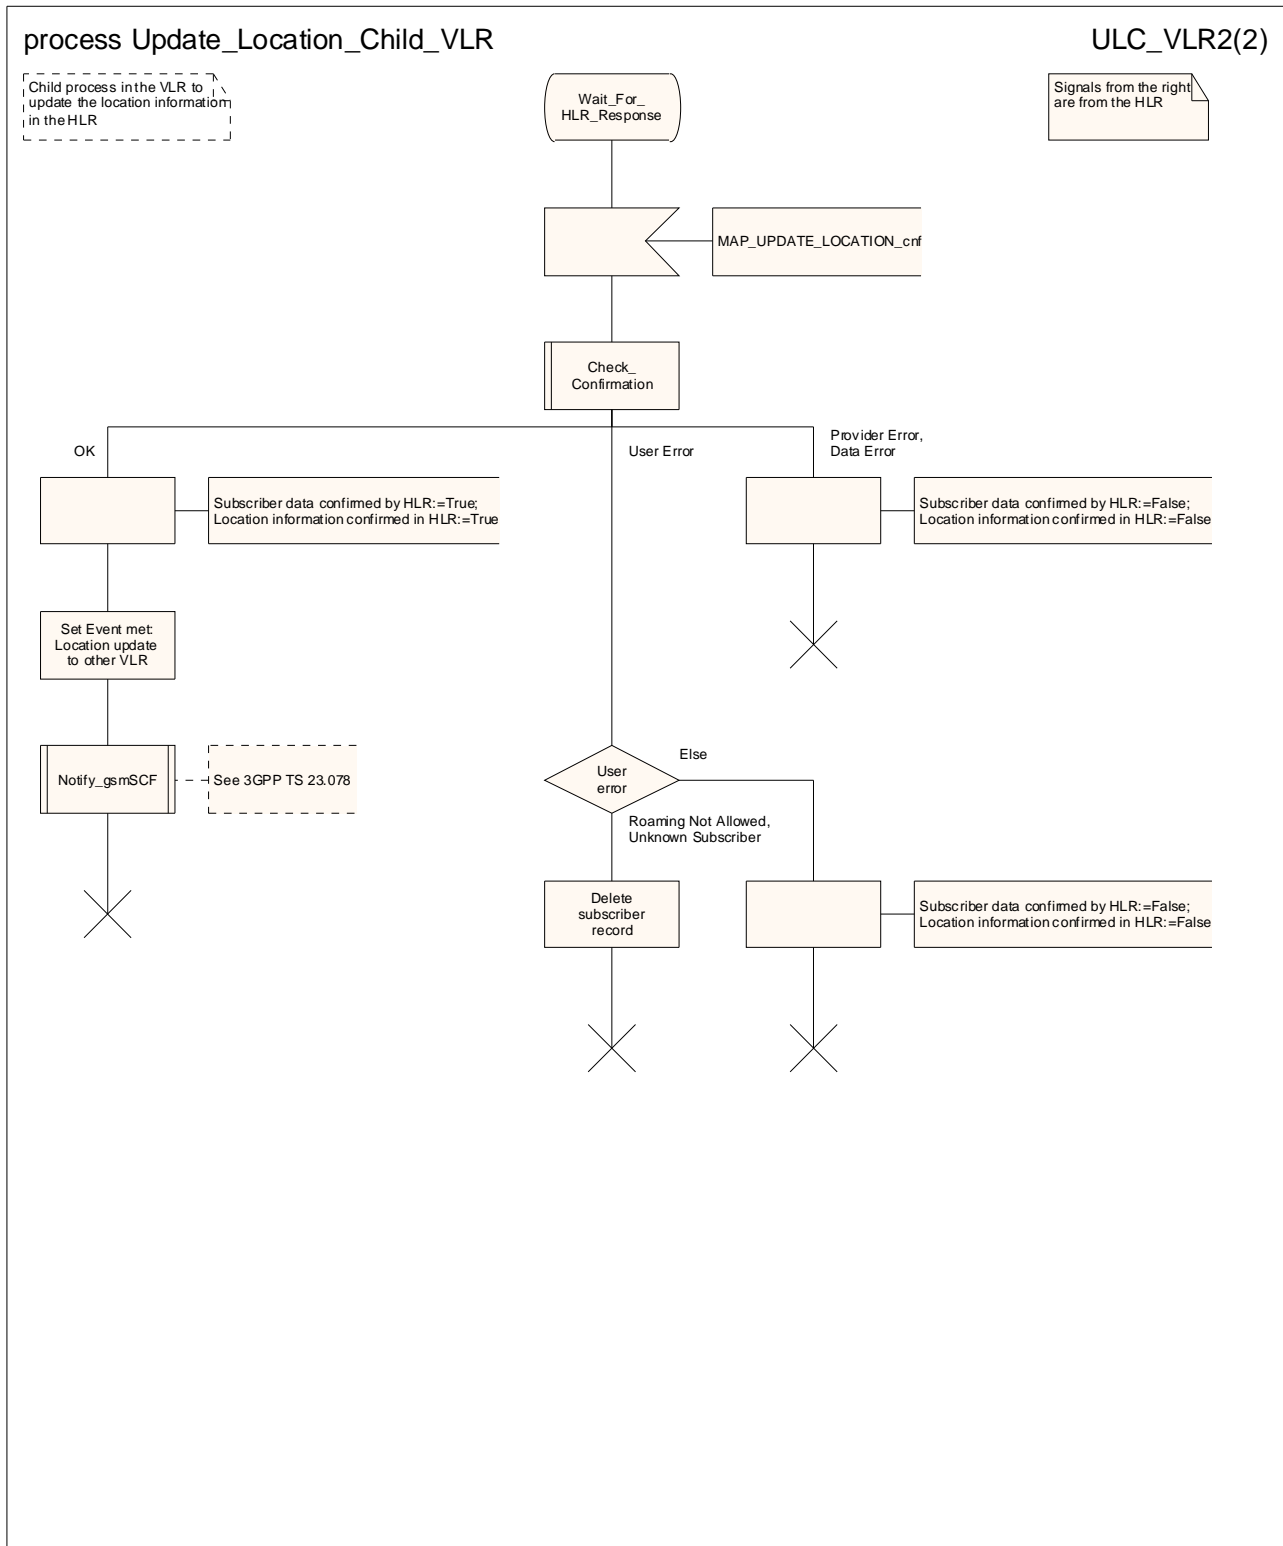 process Update_Location_Child_VLR
ULC_VLR2(2)
Child process in the VLR to
update the location information
in the HLR
Wait_For_
HLR_Response
Signals from the right
are from the HLR
MAP_UPDATE_LOCATION_cnf
Check_
Confirmation
OK
User Error
Provider Error,
Data Error
Subscriber data confirmed by HLR:=True;
Location information confirmed in HLR:=True
Subscriber data confirmed by HLR:=False;
Location information confirmed in HLR:=False
Set Event met:
Location update
to other VLR
Notify_gsmSCF
See 3GPP TS 23.078
User
error
Else
Roaming Not Allowed,
Unknown Subscriber
Delete
subscriber
record
Subscriber data confirmed by HLR:=False;
Location information confirmed in HLR:=False